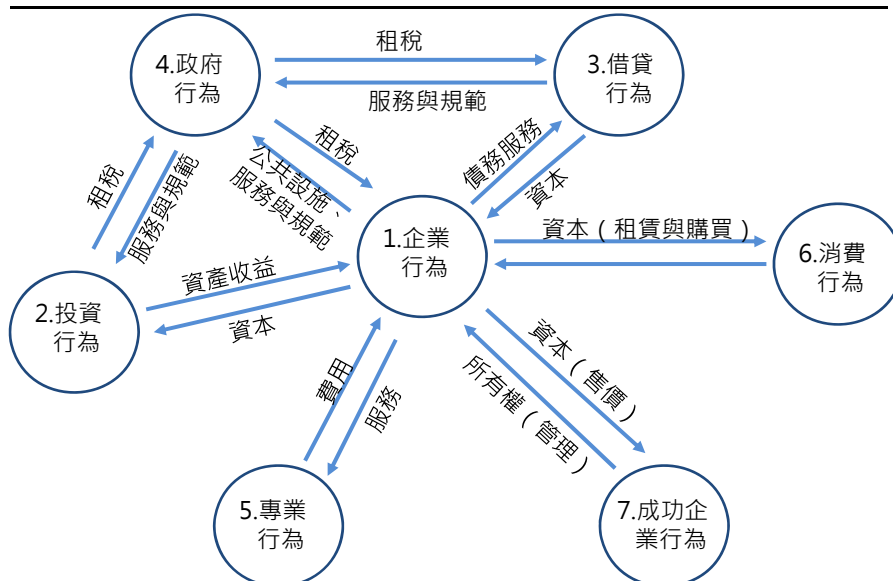 租稅
4.政府
行為
3.借貸
行為
服務與規範
租稅
公共設施、
服務與規範
債務服務
資本
租稅
服務與規範
1.企業
行為
資本（租賃與購買）
6.消費
行為
資產收益
2.投資
行為
資本
資本（售價）
所有權（管理）
費用
服務
5.專業
行為
7.成功企
業行為